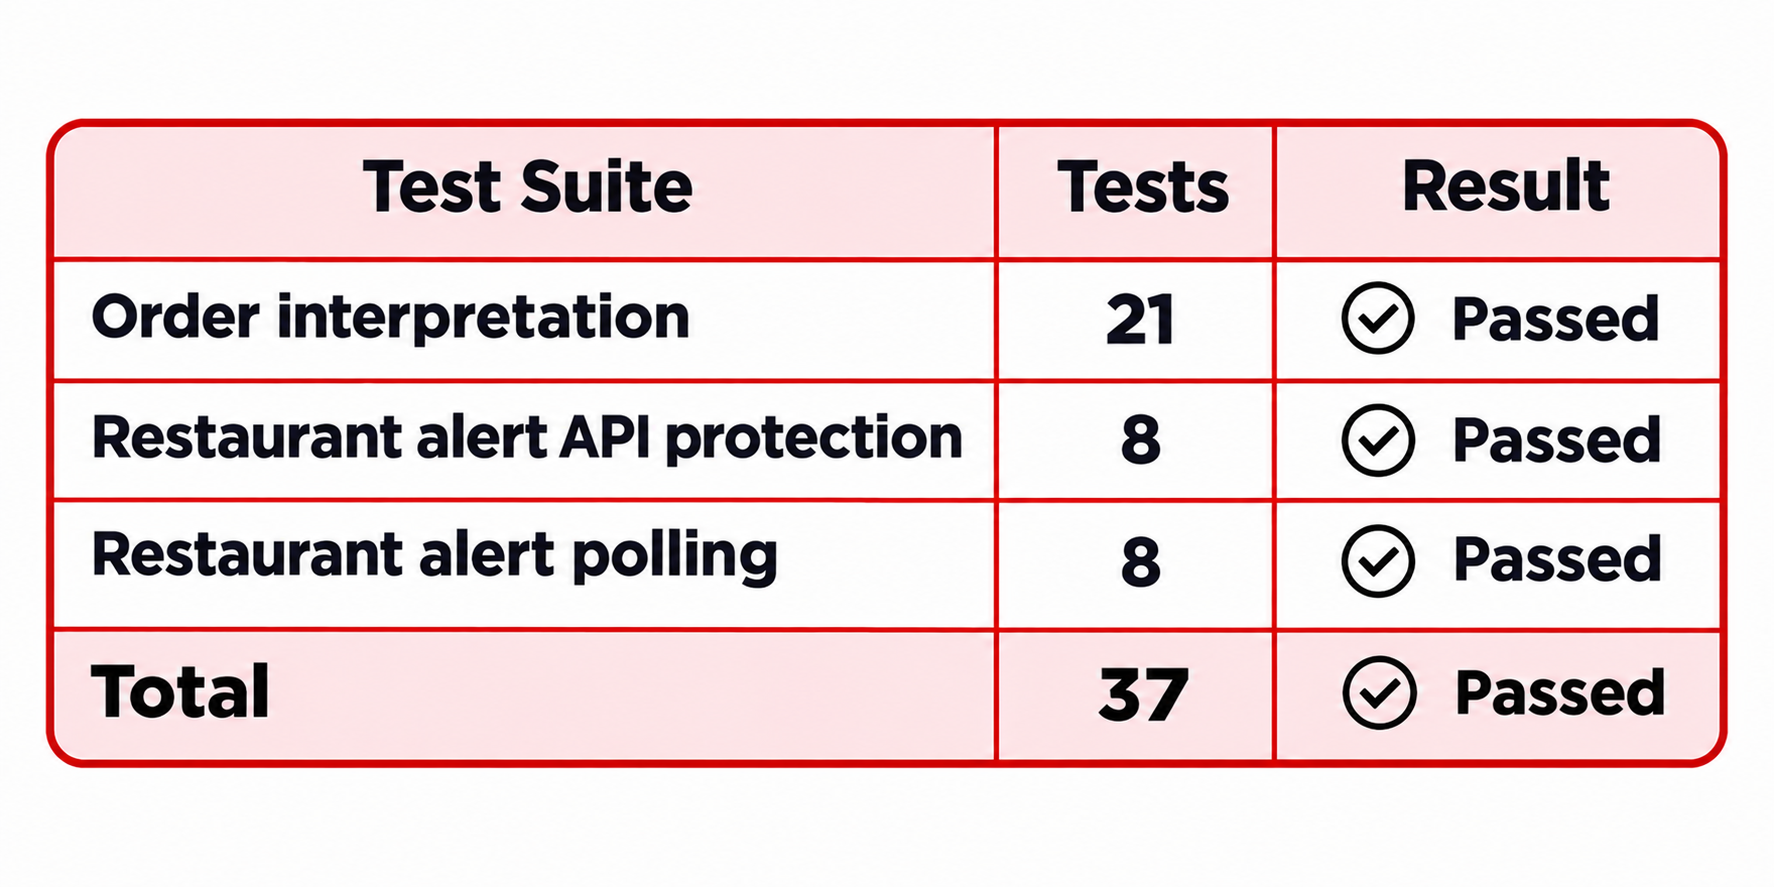 Test Suite Tests Result
Order interpretation 21 Passed
Restaurant alert API protection 8 Passed
Restaurant alert polling 8 Passed
Total 37 Passed